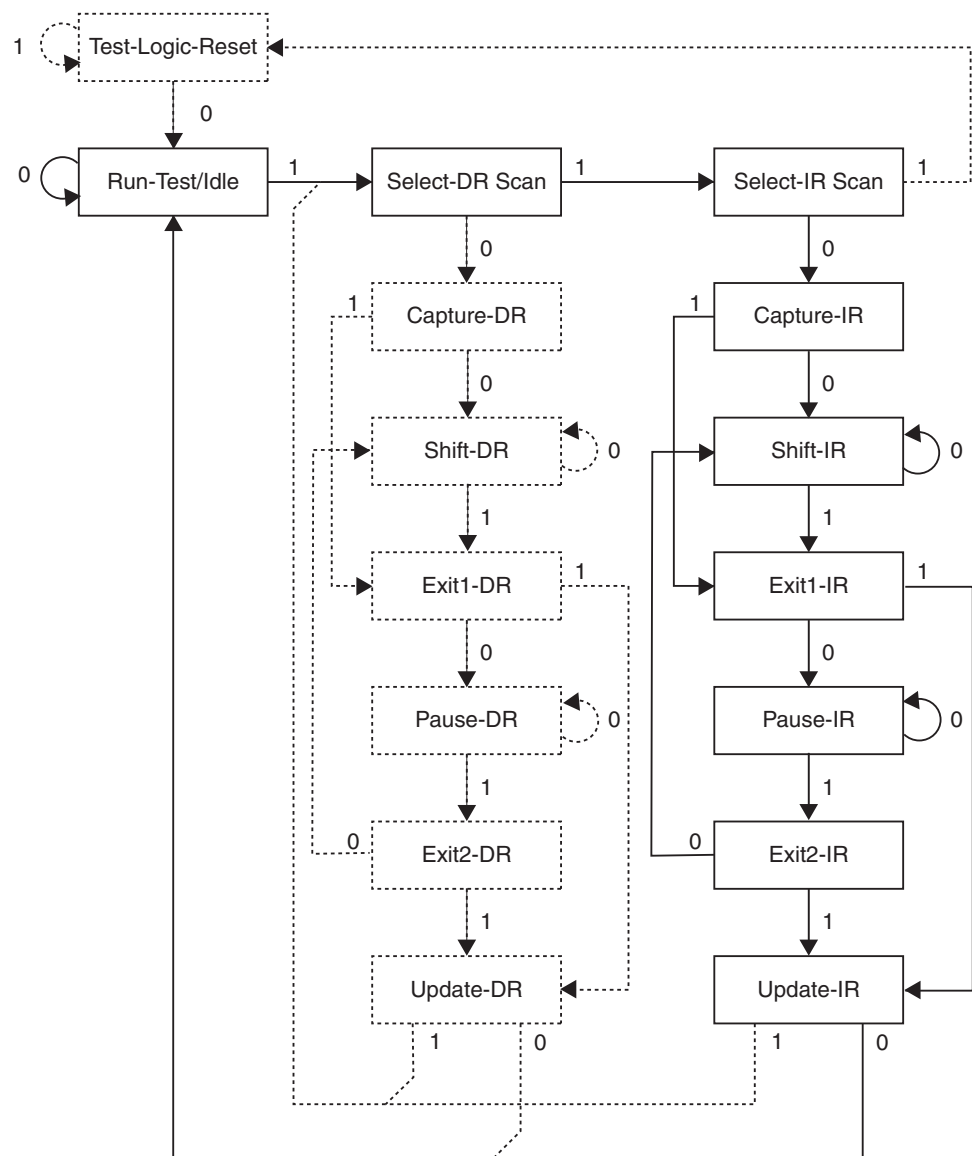 1 Test-Logic-Reset
0
0 Run-Test/Idle 1 Select-DR Scan 1 Select-IR Scan 1
0 0
1 Capture-DR 1 Capture-IR
0 0
Shift-DR 0 Shift-IR 0
1 1
Exit1-DR 1 Exit1-IR 1
0 0
Pause-DR 0 Pause-IR 0
1 1
0 Exit2-DR 0 Exit2-IR
1 1
Update-DR Update-IR
1 0 1 0